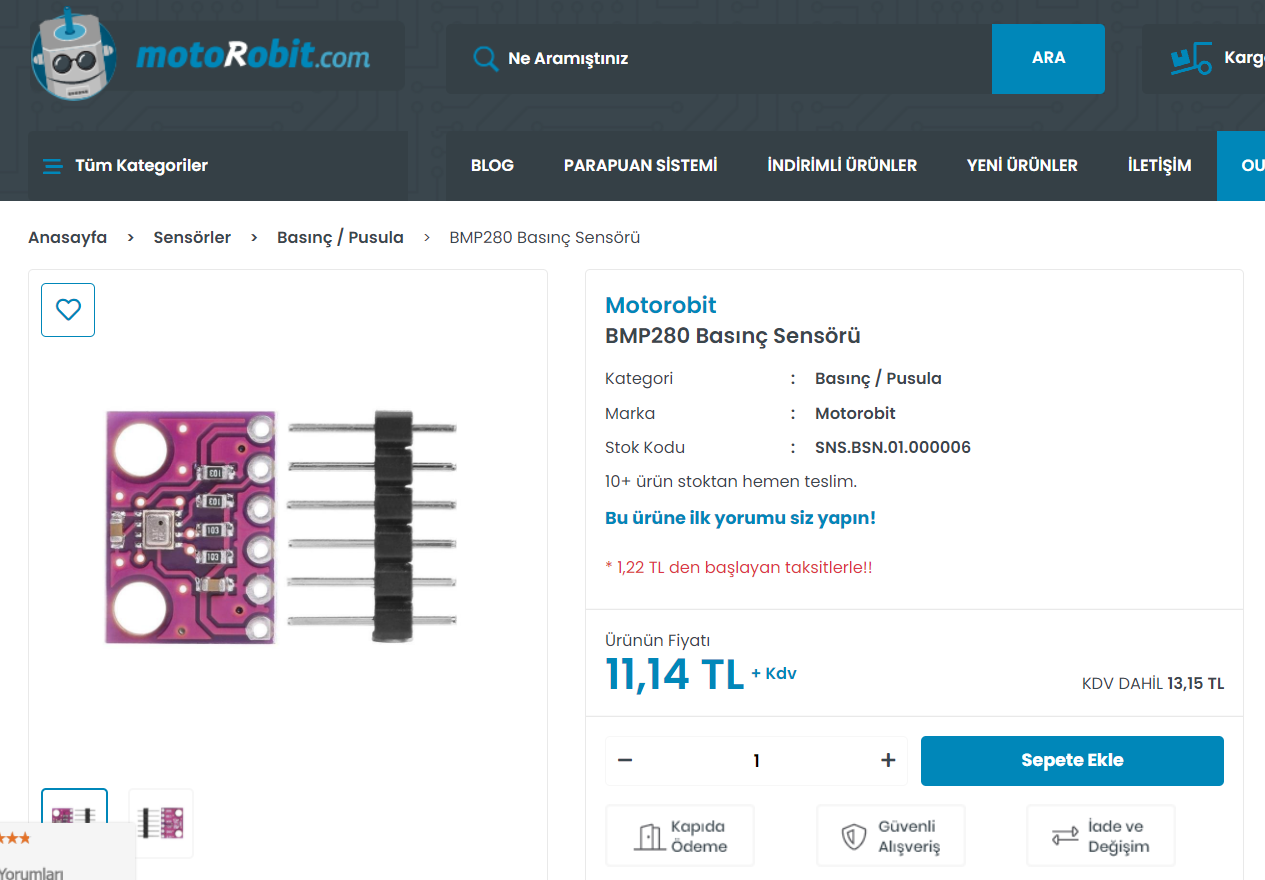 motoRobit.com
Ne Aramıştınız
ARA
Tüm Kategoriler
BLOG
PARAPUAN SİSTEMİ
İNDİRİMLİ ÜRÜNLER
YENİ ÜRÜNLER
İLETİŞİM
Anasayfa > Sensörler > Basınç / Pusula > BMP280 Basınç Sensörü
Motorobit
BMP280 Basınç Sensörü
Kategori : Basınç / Pusula
Marka : Motorobit
Stok Kodu : SNS.BSN.01.000006
10+ ürün stoktan hemen teslim.
Bu ürüne ilk yorumu siz yapın!
* 1,22 TL den başlayan taksitlerle!!
Ürünün Fiyatı
11,14 TL + Kdv
KDV DAHİL 13,15 TL
− 1 +
Sepete Ekle
Kapıda
Ödeme
Güvenli
Alışveriş
İade ve
Değişim
103
103
103
103
Yorumları